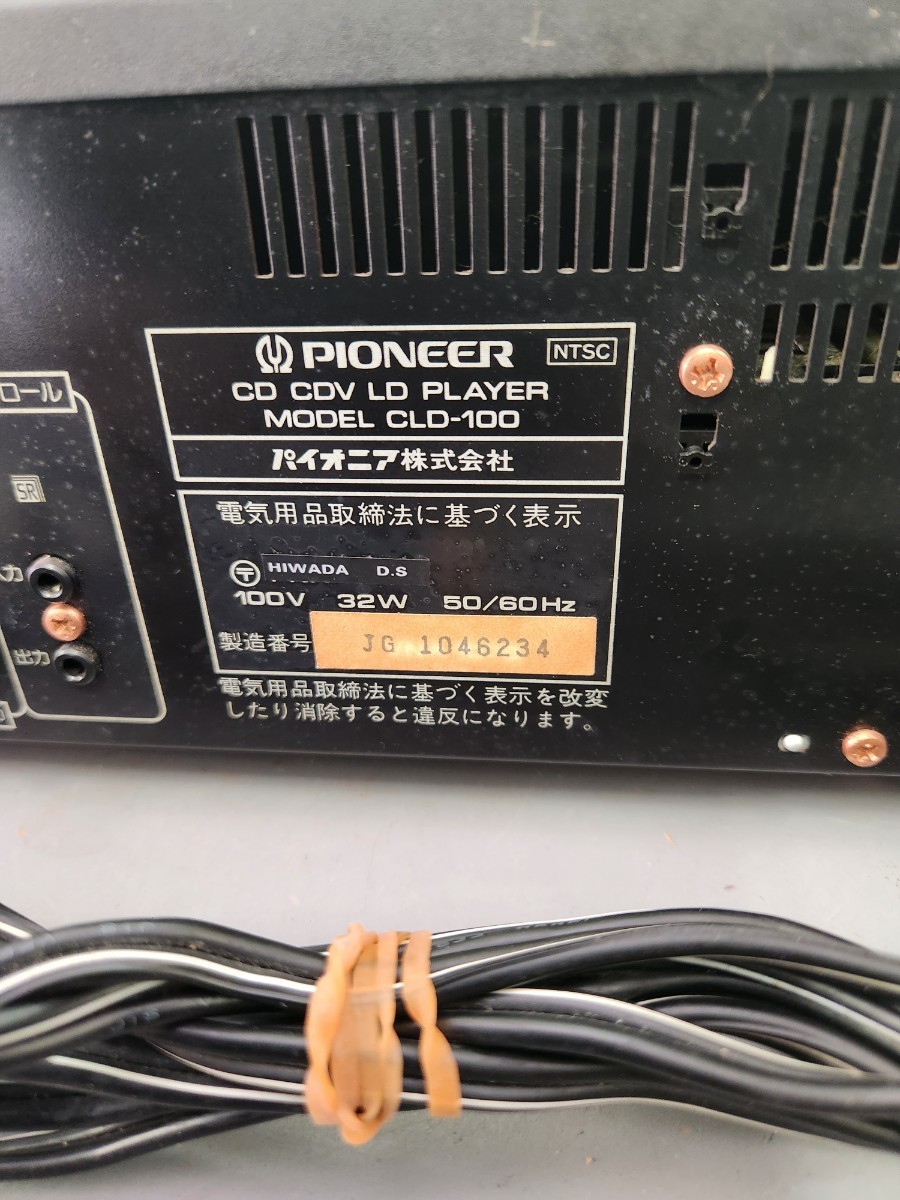 PIONEER NTSC
CD CDV LD PLAYER
MODEL CLD-100
パイオニア株式会社
電気用品取締法に基づく表示
〒 HIWADA D.S
100V 32W 50/60Hz
製造番号 JG 1046234
電気用品取締法に基づく表示を改変
したり消除すると違反になります。
ロール
SR
入力
出力